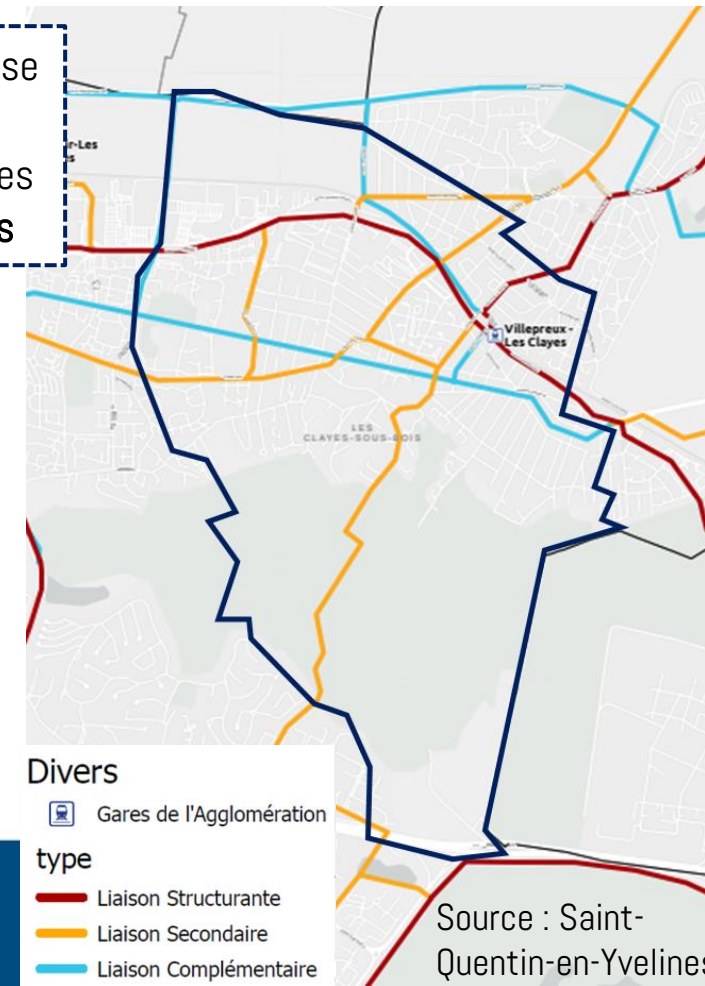 se
es
s
r-Les
s
Villepreux -
Les Clayes
LES
CLAYES-SOUS-BOIS
Divers
Gares de l'Agglomération
type
Liaison Structurante
Liaison Secondaire
Liaison Complémentaire
Source : Saint-
Quentin-en-Yvelines